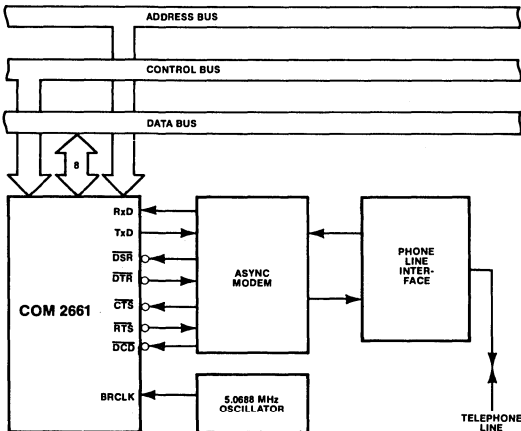 ADDRESS BUS
CONTROL BUS
DATA BUS
8
COM 2661
RxD
TxD
DSR
DTR
CTS
RTS
DCD
BRCLK
ASYNC
MODEM
PHONE
LINE
INTER-
FACE
5.0688 MHz
OSCILLATOR
TELEPHONE
LINE